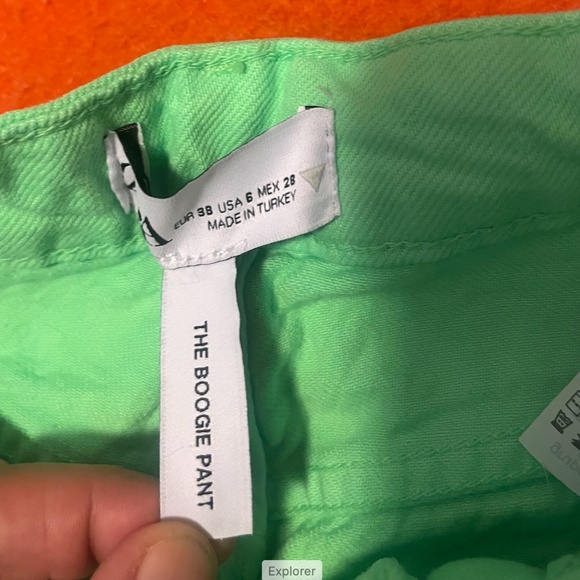 EUR 38 USA 6 MEX 28
MADE IN TURKEY
THE BOOGIE PANT
Explorer